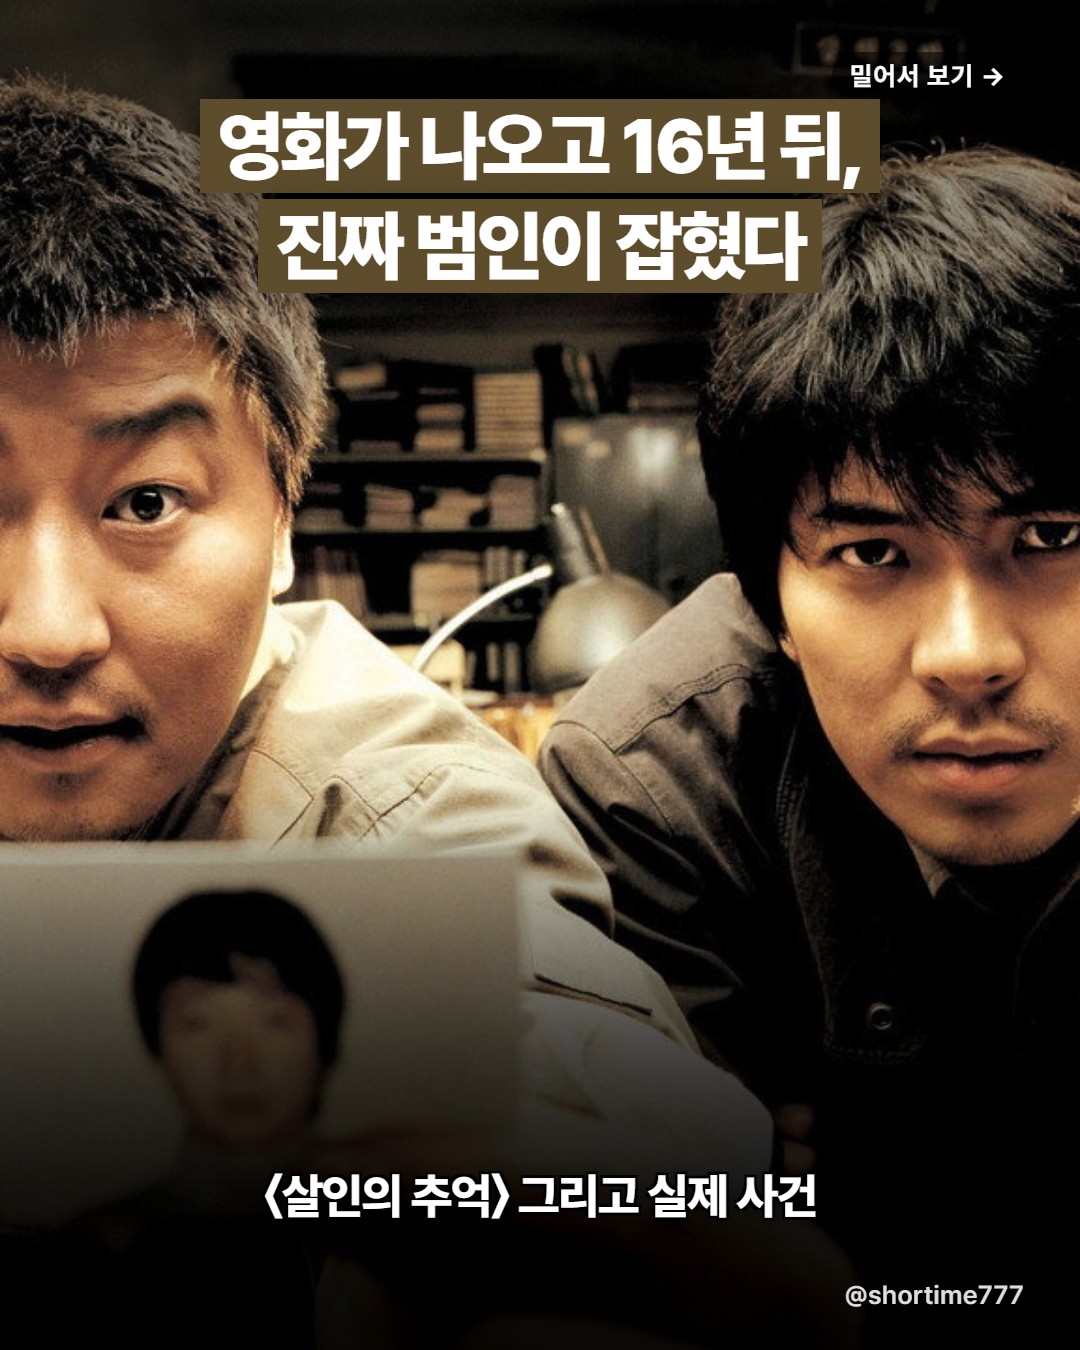 밀어서 보기 →
영화가 나오고 16년 뒤,
진짜 범인이 잡혔다
〈살인의 추억〉 그리고 실제 사건
@shortime777